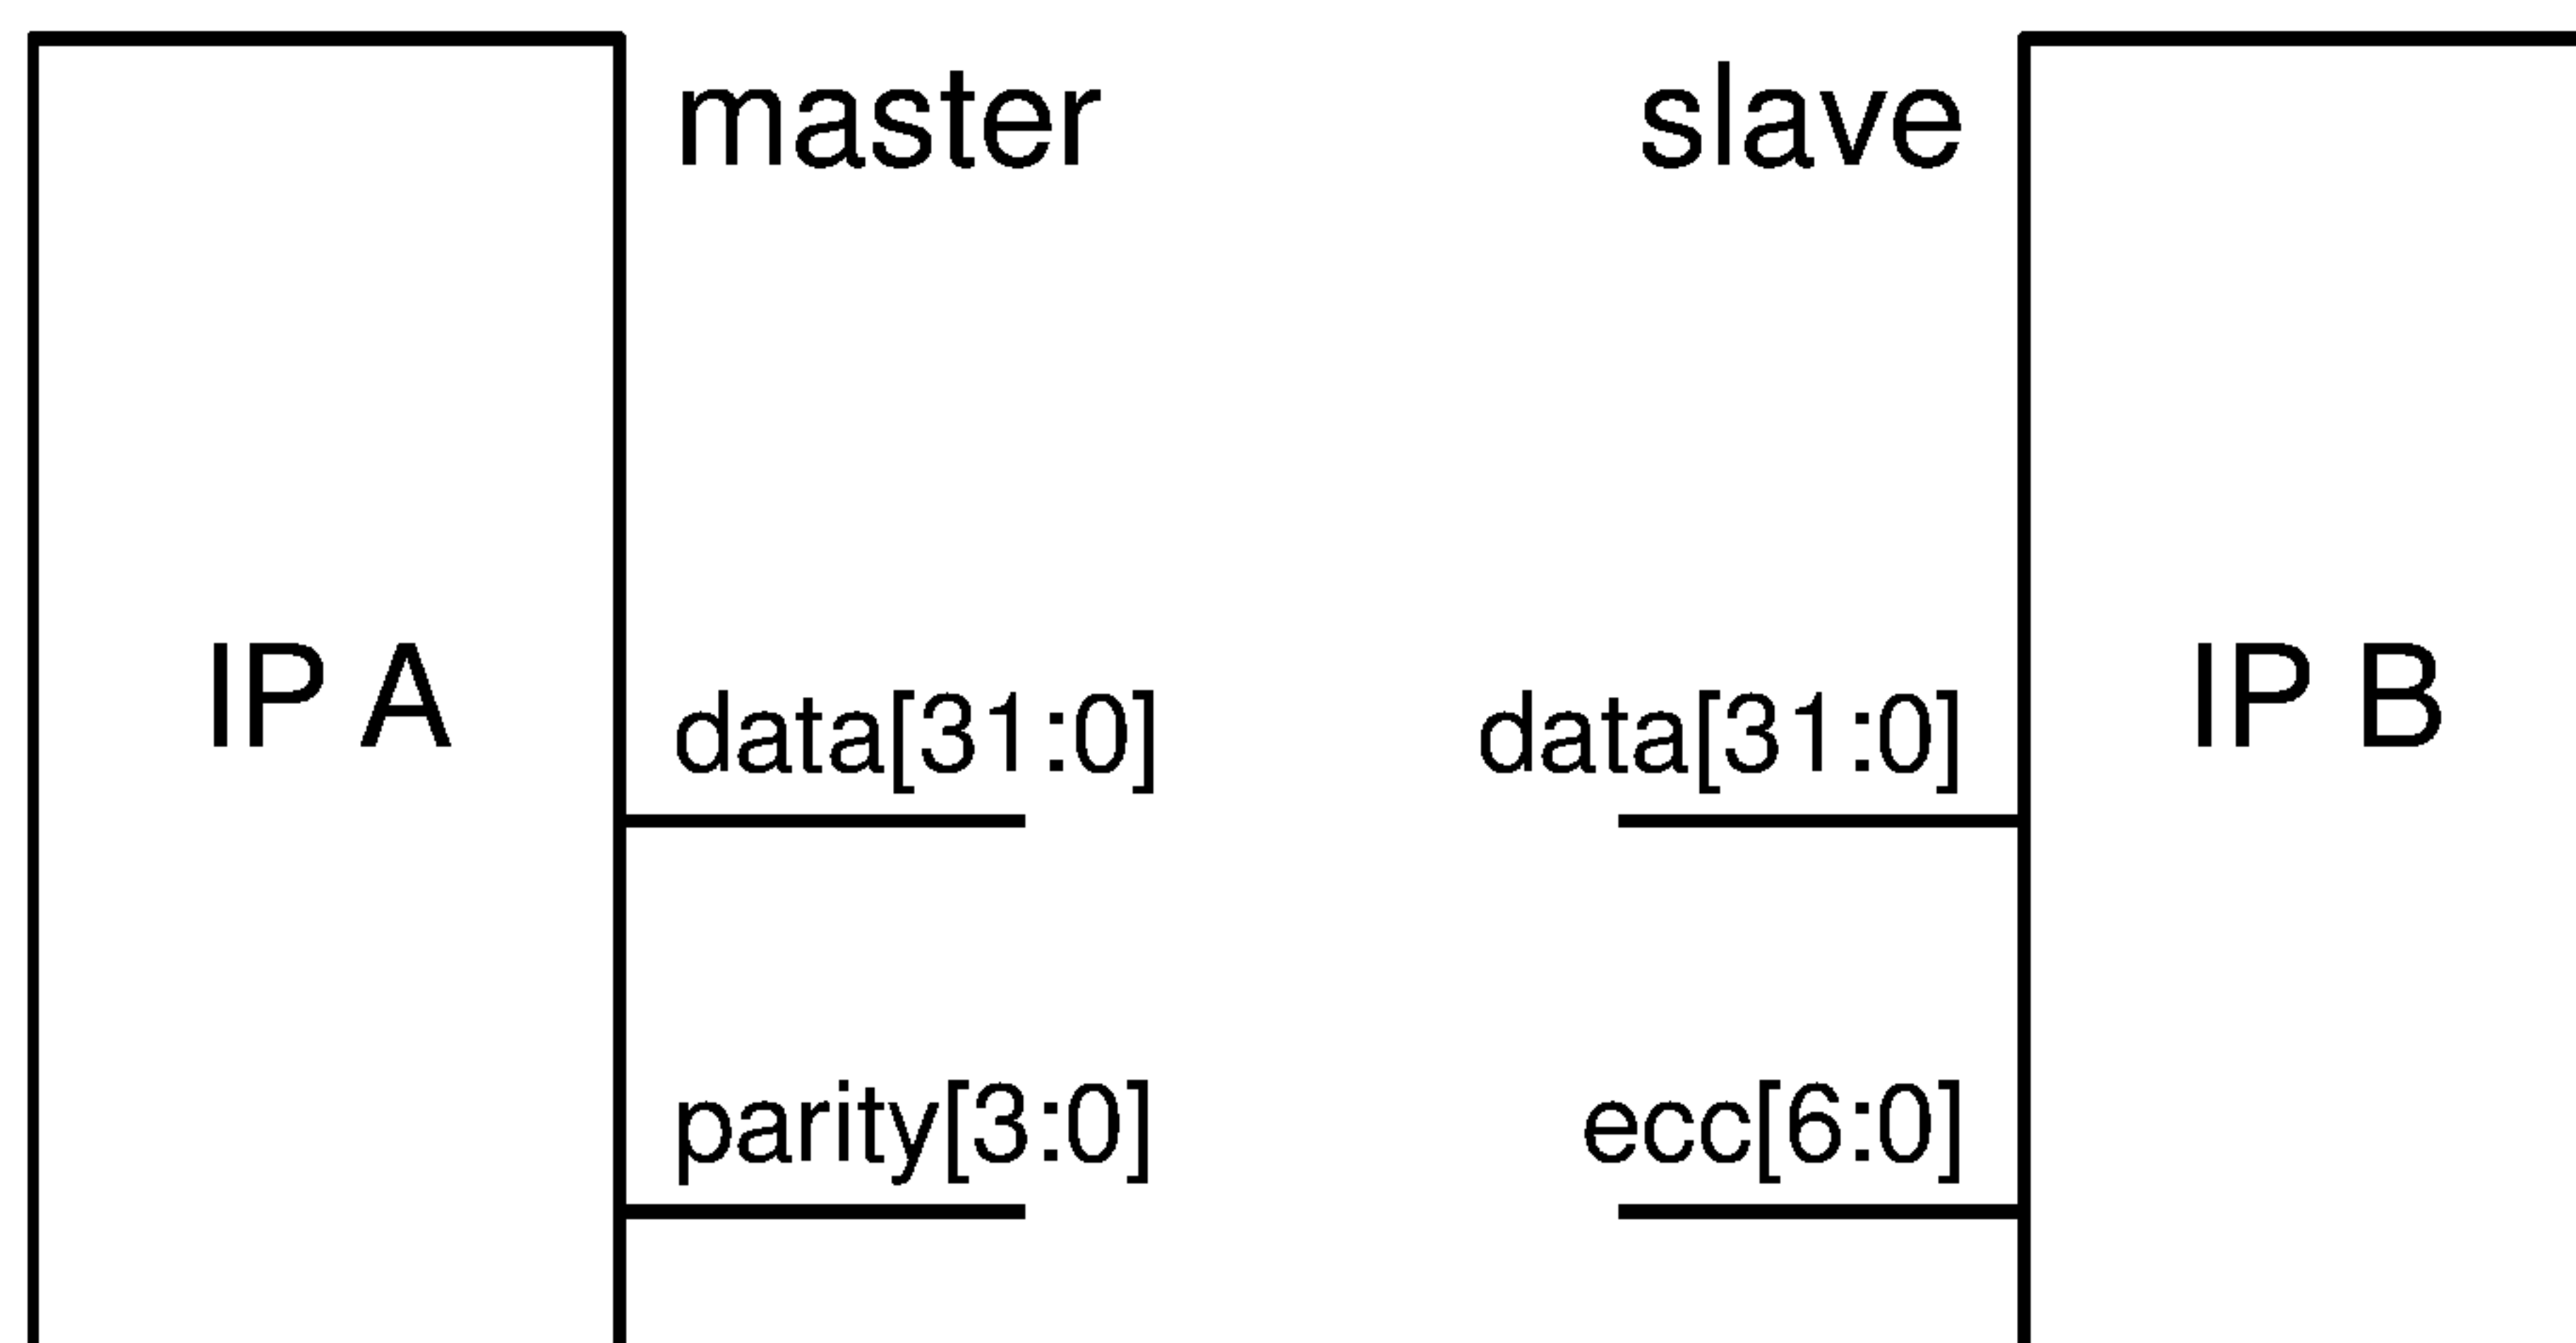 master
slave
IP A
IP B
data[31:0]
data[31:0]
parity[3:0]
ecc[6:0]